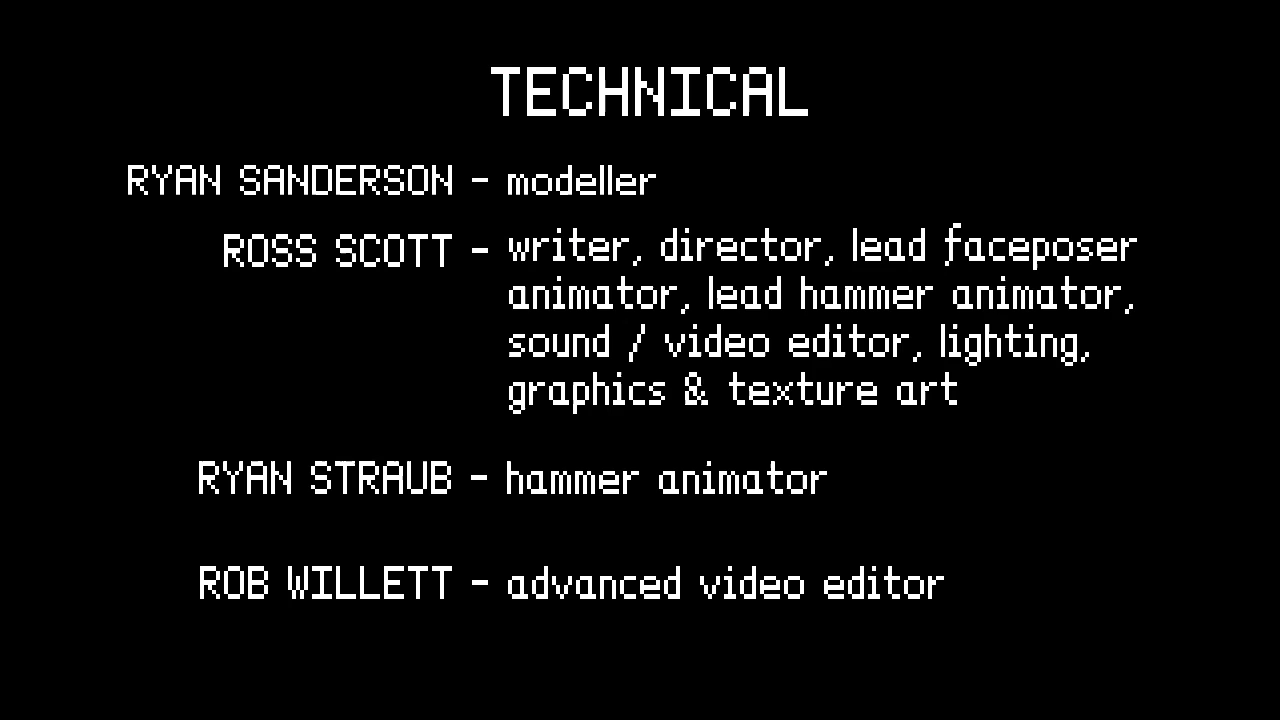 TECHNICAL
RYAN SANDERSON - modeller
ROSS SCOTT - writer, director, lead faceposer
animator, lead hammer animator,
sound / video editor, lighting,
graphics & texture art
RYAN STRAUB - hammer animator
ROB WILLETT - advanced video editor